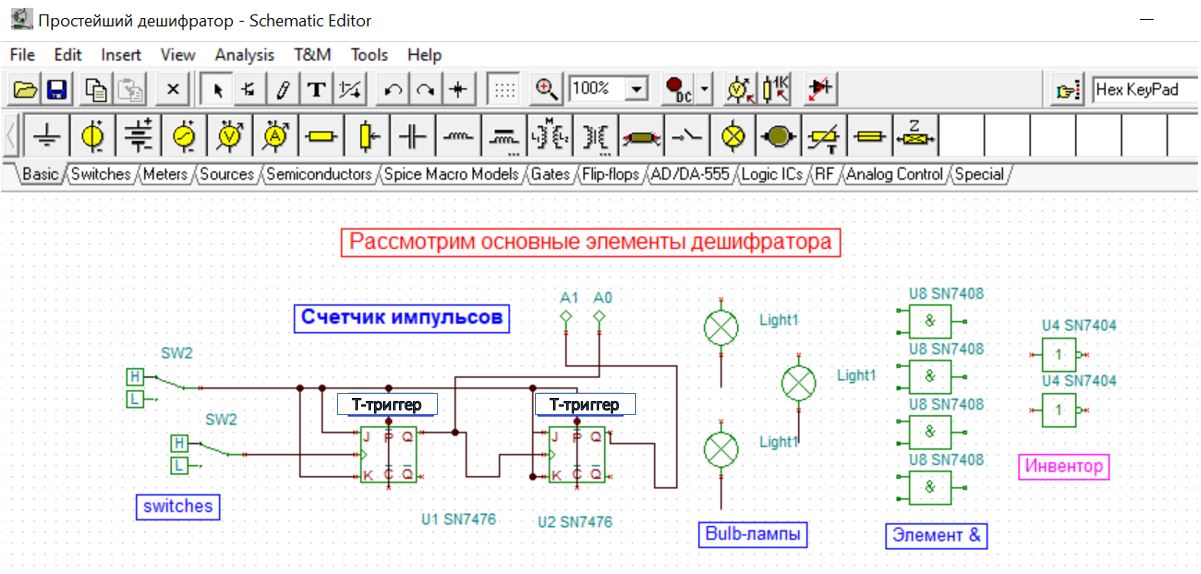 Простейший дешифратор - Schematic Editor
File Edit Insert View Analysis T&M Tools Help
T 100% DC 1K Hex KeyPad
V A M T Z
Basic Switches Meters Sources Semiconductors Spice Macro Models Gates Flip-flops AD/DA-555 Logic ICs RF Analog Control Special
Рассмотрим основные элементы дешифратора
Счетчик импульсов
A1 A0
SW2
H
L
SW2
H
L
switches
Т-триггер
J P Q
K C Q
U1 SN7476
Т-триггер
J P Q
K C Q
U2 SN7476
Light1
Light1
Light1
Bulb-лампы
U8 SN7408
&
U8 SN7408
&
U8 SN7408
&
U8 SN7408
&
Элемент &
U4 SN7404
1
U4 SN7404
1
Инвентор